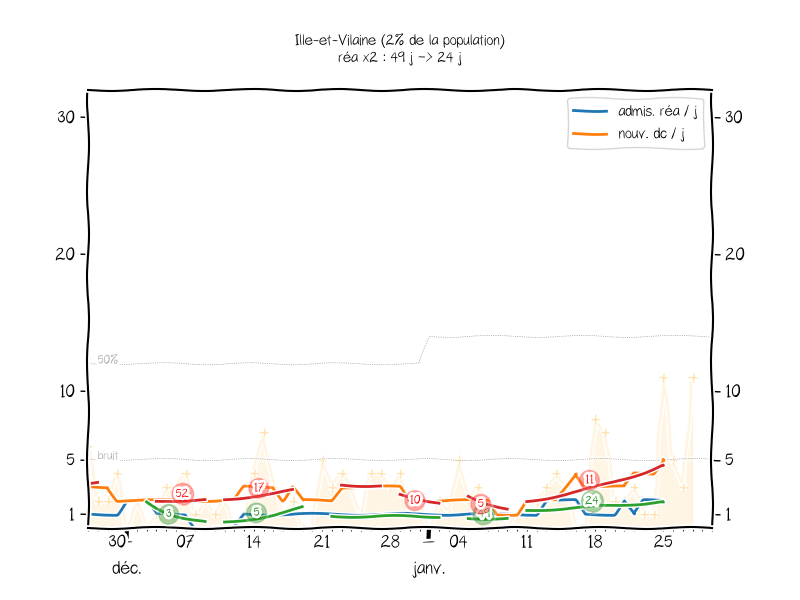 Ille-et-Vilaine (2% de la population)
réa x2 : 49 j -> 24 j
admis. réa / j
nouv. dc / j
30 30
20 20
50%
10 10
bruit
5 5
1 1
52 17 10 5 11
3 5 24
30 07 14 21 28 04 11 18 25
déc. janv.